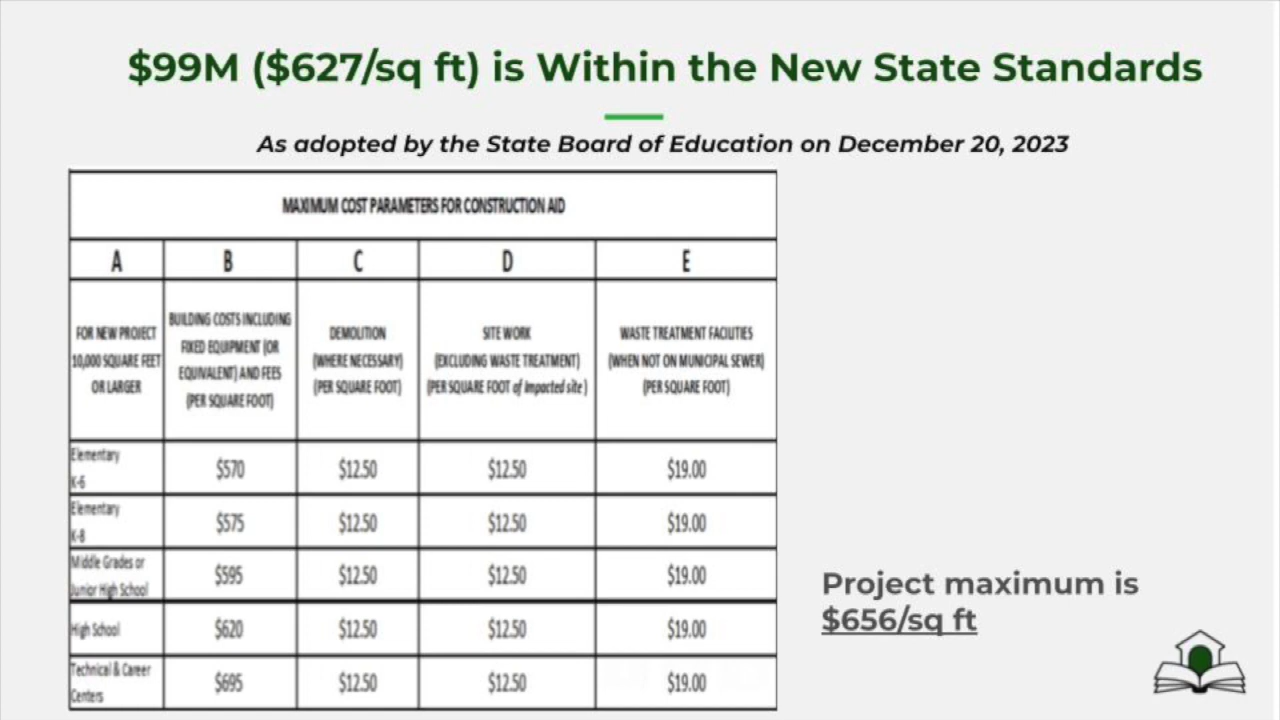 $99M ($627/sq ft) is Within the New State Standards
As adopted by the State Board of Education on December 20, 2023
MAXIMUM COST PARAMETERS FOR CONSTRUCTION AID
A B C D E
FOR NEW PROJECT
10,000 SQUARE FEET
OR LARGER
BUILDING COSTS INCLUDING
FIXED EQUIPMENT (OR
EQUIVALENT) AND FEES
(PER SQUARE FOOT)
DEMOLITION
(WHERE NECESSARY)
(PER SQUARE FOOT)
SITE WORK
(EXCLUDING WASTE TREATMENT)
(PER SQUARE FOOT of impacted site)
WASTE TREATMENT FACILITIES
(WHEN NOT ON MUNICIPAL SEWER)
(PER SQUARE FOOT)
Elementary
K-6
$570 $12.50 $12.50 $19.00
Elementary
K-8
$575 $12.50 $12.50 $19.00
Middle Grades or
Junior High School
$595 $12.50 $12.50 $19.00
High School $620 $12.50 $12.50 $19.00
Technical & Career
Centers
$695 $12.50 $12.50 $19.00
Project maximum is
$656/sq ft